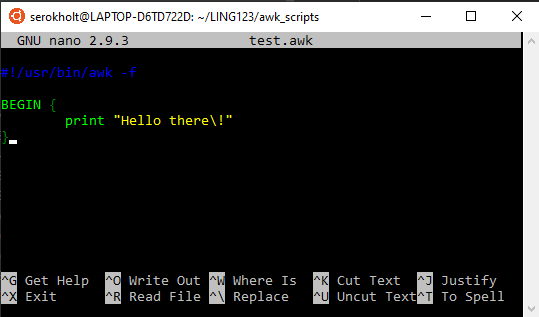 serokholt@LAPTOP-D6TD722D: ~/LING123/awk_scripts
GNU nano 2.9.3 test.awk
#!/usr/bin/awk -f
BEGIN {
print "Hello there\!"
}
^G Get Help ^O Write Out ^W Where Is ^K Cut Text ^J Justify
^X Exit ^R Read File ^\ Replace ^U Uncut Text ^T To Spell